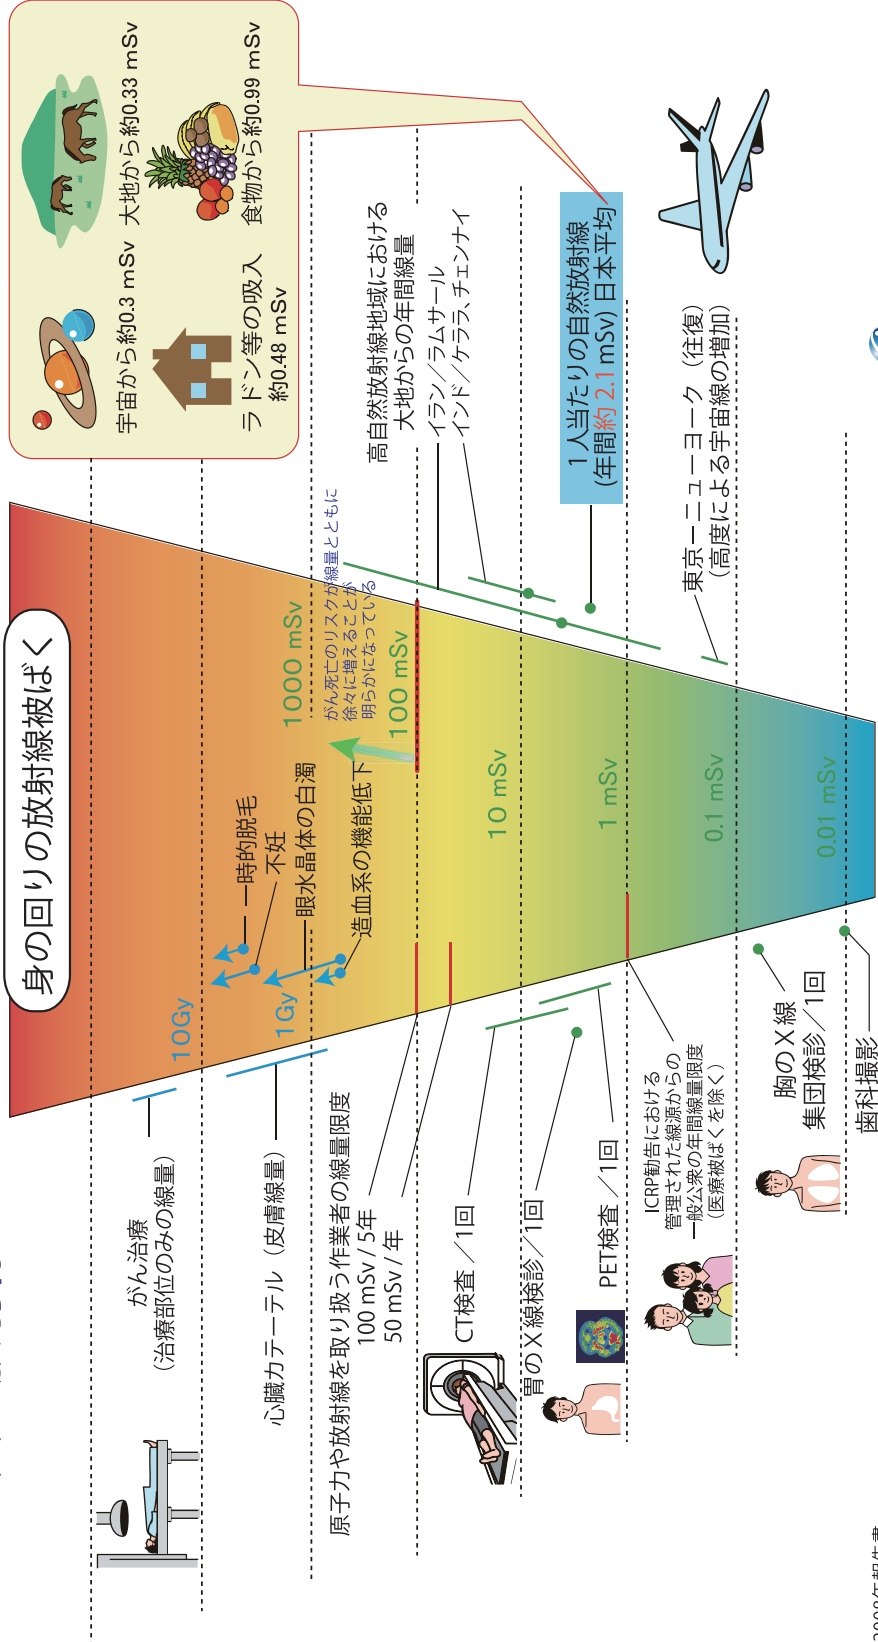 身の回りの放射線被ばく
宇宙から約0.3 mSv
大地から約0.33 mSv
ラドン等の吸入
約0.48 mSv
食物から約0.99 mSv
10Gy
1Gy
1000 mSv
100 mSv
10 mSv
1 mSv
0.1 mSv
0.01 mSv
がん死亡のリスクが線量とともに
徐々に増えることが
明らかになっている
一時的脱毛
不妊
眼水晶体の白濁
造血系の機能低下
がん治療
(治療部位のみの線量)
心臓カテーテル(皮膚線量)
原子力や放射線を取り扱う作業者の線量限度
100 mSv / 5年
50 mSv / 年
CT検査 /1回
胃のX線検診/1回
PET検査 /1回
ICRP勧告における
管理された線源からの
一般公衆の年間線量限度
(医療被ばくを除く)
胸のX線
集団検診/1回
歯科撮影
高自然放射線地域における
大地からの年間線量
イラン/ラムサール
インド/ケララ、チェンナイ
1人当たりの自然放射線
(年間約 2.1 mSv) 日本平均
東京ーニューヨーク(往復)
(高度による宇宙線の増加)